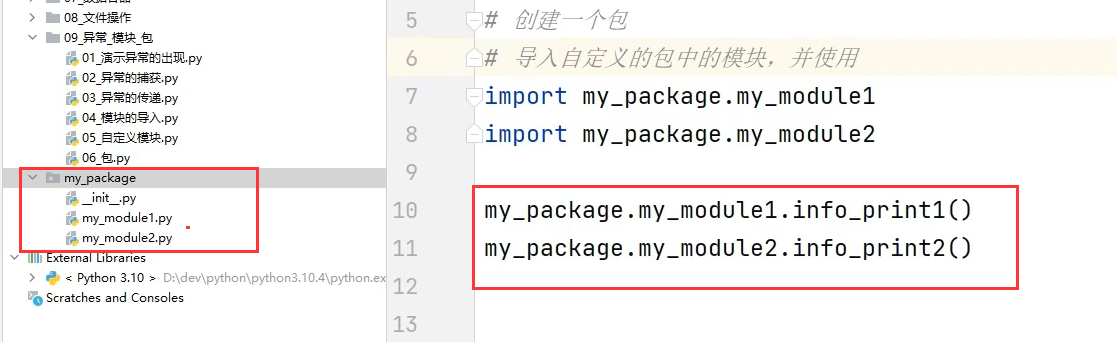 08_文件操作
09_异常_模块_包
01_演示异常的出现.py
02_异常的捕获.py
03_异常的传递.py
04_模块的导入.py
05_自定义模块.py
06_包.py
my_package
__init__.py
my_module1.py
my_module2.py
External Libraries
< Python 3.10 > D:\dev\python\python3.10.4\python.ex
Scratches and Consoles
5 # 创建一个包
6 # 导入自定义的包中的模块，并使用
7 import my_package.my_module1
8 import my_package.my_module2
9
10 my_package.my_module1.info_print1()
11 my_package.my_module2.info_print2()
12
13